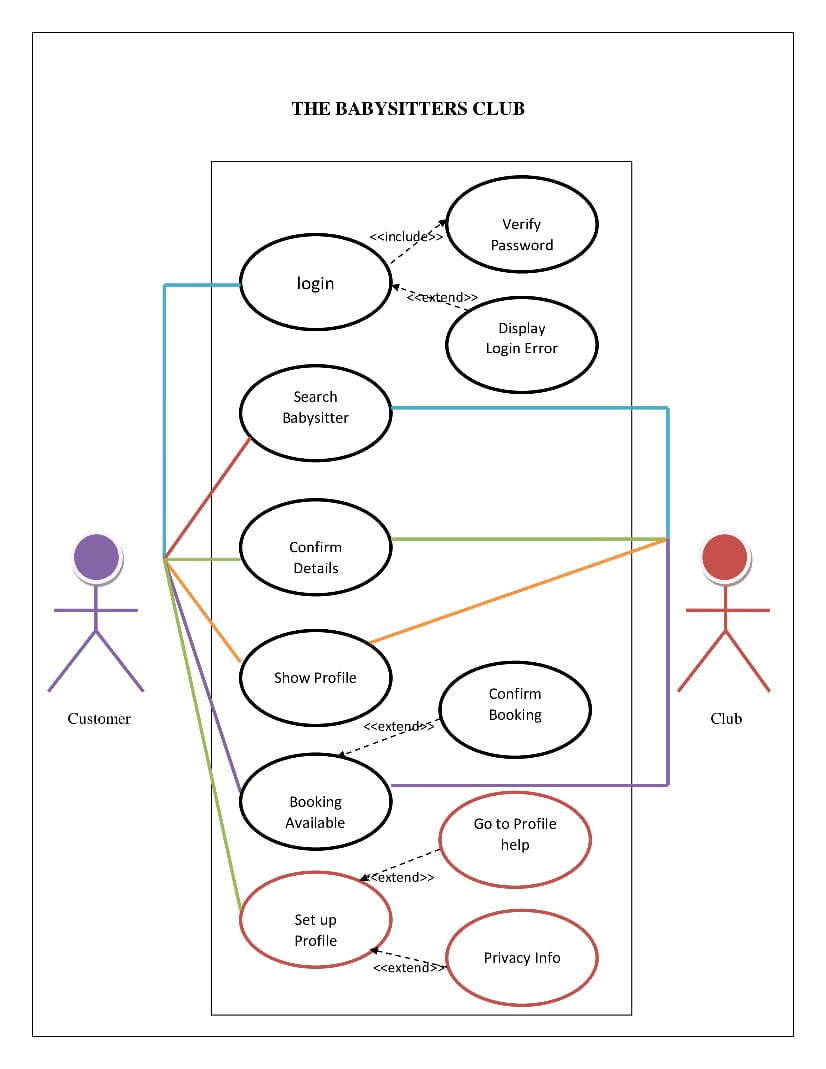 THE BABYSITTERS CLUB
Verify
Password
<<include>>
login
<<extend>>
Display
Login Error
Search
Babysitter
Confirm
Details
Show Profile
Confirm
Booking
<<extend>>
Customer
Club
Booking
Available
Go to Profile
help
<<extend>>
Set up
Profile
Privacy Info
<<extend>>